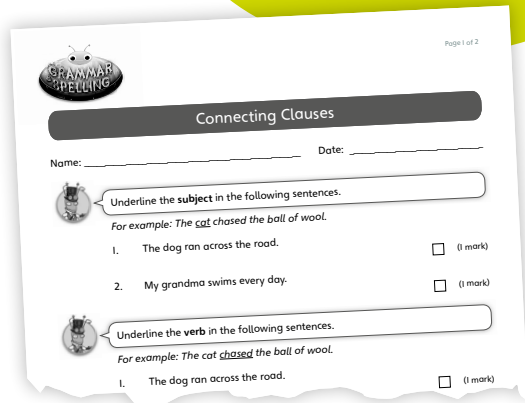 Page 1 of 2
GRAMMAR
SPELLING
Connecting Clauses
Name: Date:
Underline the subject in the following sentences.
For example: The cat chased the ball of wool.
1. The dog ran across the road. (1 mark)
2. My grandma swims every day. (1 mark)
Underline the verb in the following sentences.
For example: The cat chased the ball of wool.
1. The dog ran across the road. (1 mark)